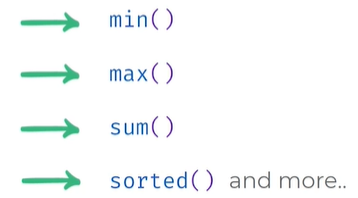 min()
max()
sum()
sorted() and more..